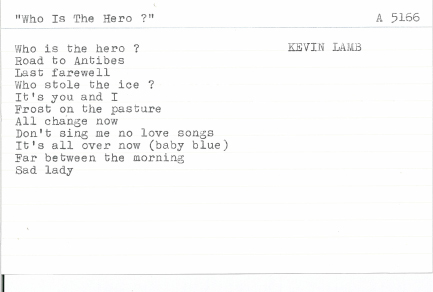 "Who Is The Hero ?" A 5166
Who is the hero ? KEVIN LAMB
Road to Antibes
Last farewell
Who stole the ice ?
It's you and I
Frost on the pasture
All change now
Don't sing me no love songs
It's all over now (baby blue)
Far between the morning
Sad lady